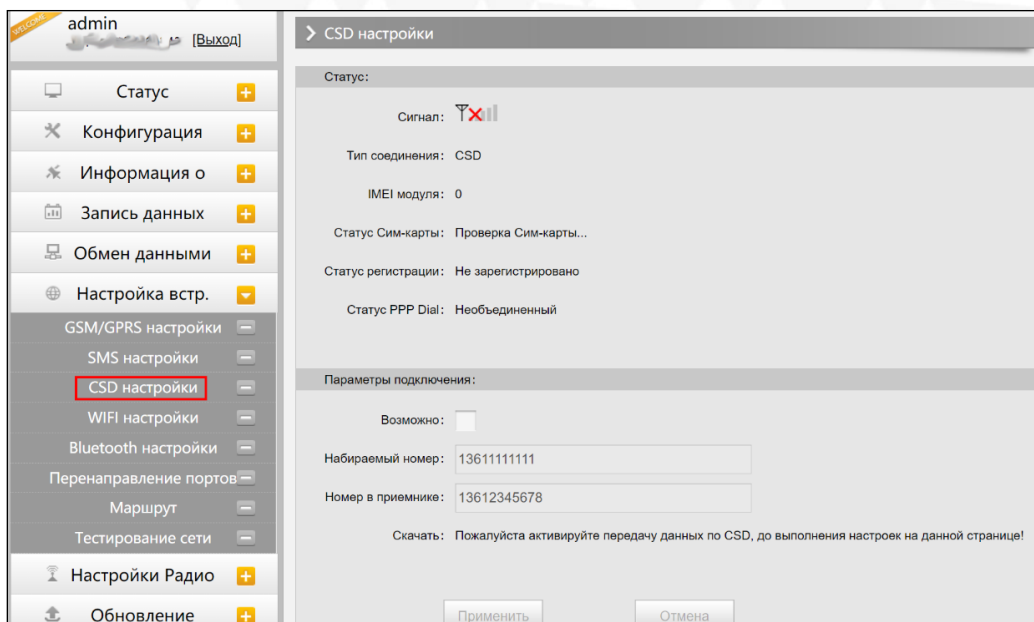 WELCOME
admin
[Выход]
Статус
Конфигурация
Информация о
Запись данных
Обмен данными
Настройка встр.
GSM/GPRS настройки
SMS настройки
CSD настройки
WIFI настройки
Bluetooth настройки
Перенаправление портов
Маршрут
Тестирование сети
Настройки Радио
Обновление
CSD настройки
Статус:
Сигнал:
Тип соединения: CSD
IMEI модуля: 0
Статус Сим-карты: Проверка Сим-карты...
Статус регистрации: Не зарегистрировано
Статус PPP Dial: Необъединенный
Параметры подключения:
Возможно:
Набираемый номер: 13611111111
Номер в приемнике: 13612345678
Скачать: Пожалуйста активируйте передачу данных по CSD, до выполнения настроек на данной странице!
Применить Отмена